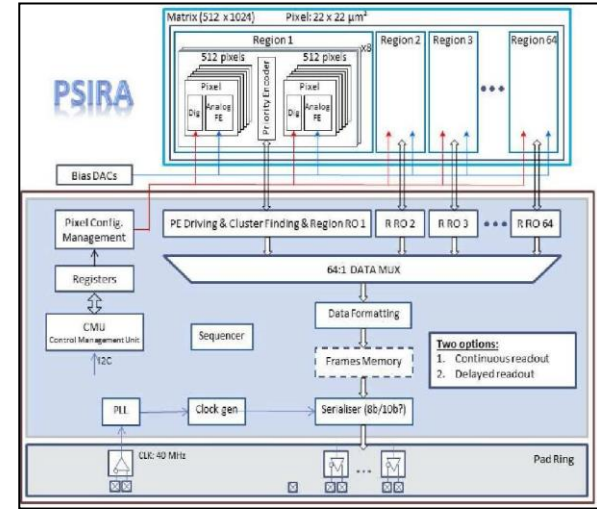 Matrix (512 x 1024) Pixel: 22 x 22 µm²
PSIRA
Region 1
x8
Region 2
Region 3
Region 64
512 pixels
Pixel
Dig
Analog FE
Priority Encoder
512 pixels
Pixel
Dig
Analog FE
Bias DACs
Pixel Config.
Management
PE Driving & Cluster Finding & Region RO 1
R RO 2
R RO 3
R RO 64
64:1 DATA MUX
Registers
Data Formatting
CMU
Control Management Unit
Sequencer
Frames Memory
Two options:
1. Continuous readout
2. Delayed readout
I2C
PLL
Clock gen
Serialiser (8b/10b?)
CLK: 40 MHz
Pad Ring